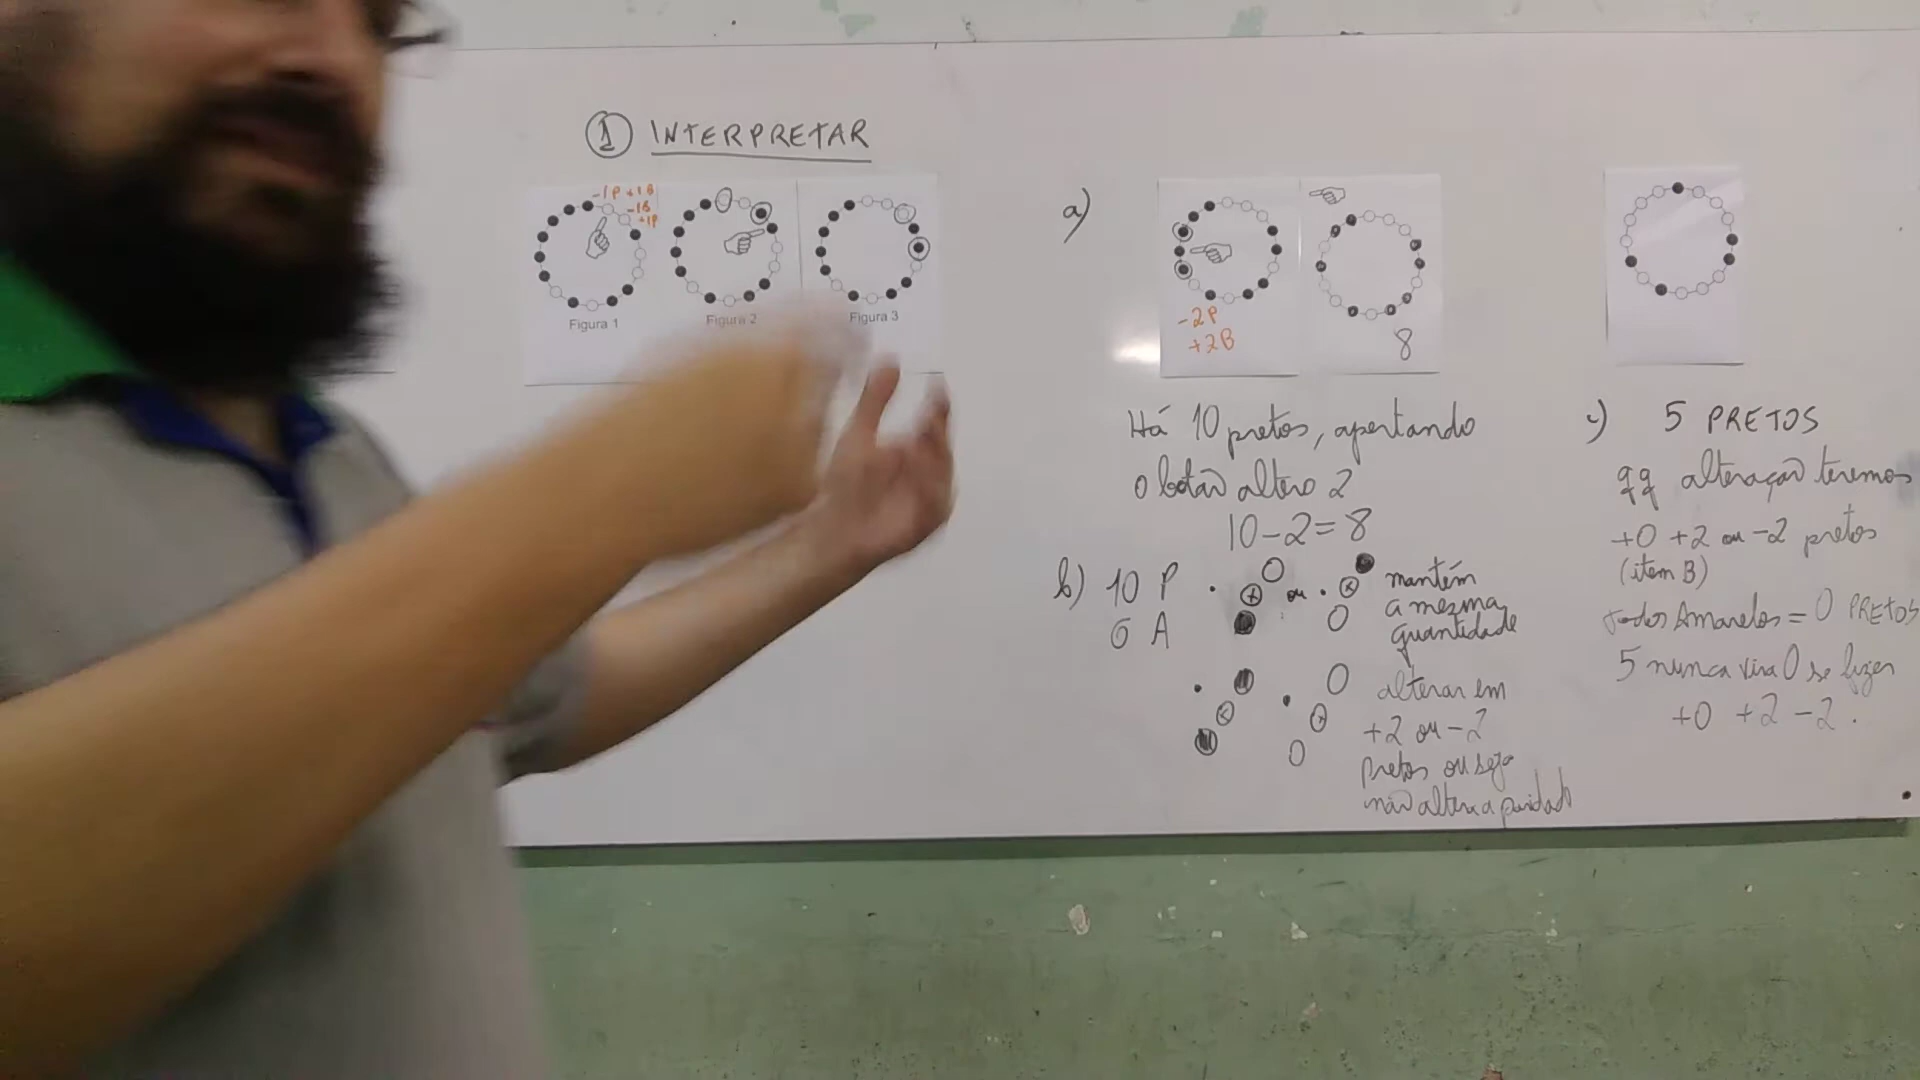 1 INTERPRETAR
-1P +1B
-1B
+1P
Figura 1
Figura 2
Figura 3
a)
-2P
+2B
8
Há 10 pretos, apertando
o botão altero 2
10-2=8
b) 10 P
6 A
ou
mantém
a mesma
quantidade
alterar em
+2 ou -2
pretos ou seja
não altera a paridad
c) 5 PRETOS
qq alteração teremos
+0 +2 ou -2 pretos
(item B)
todos Amarelos = 0 PRETOS
5 nunca vira 0 se fizer
+0 +2 -2.